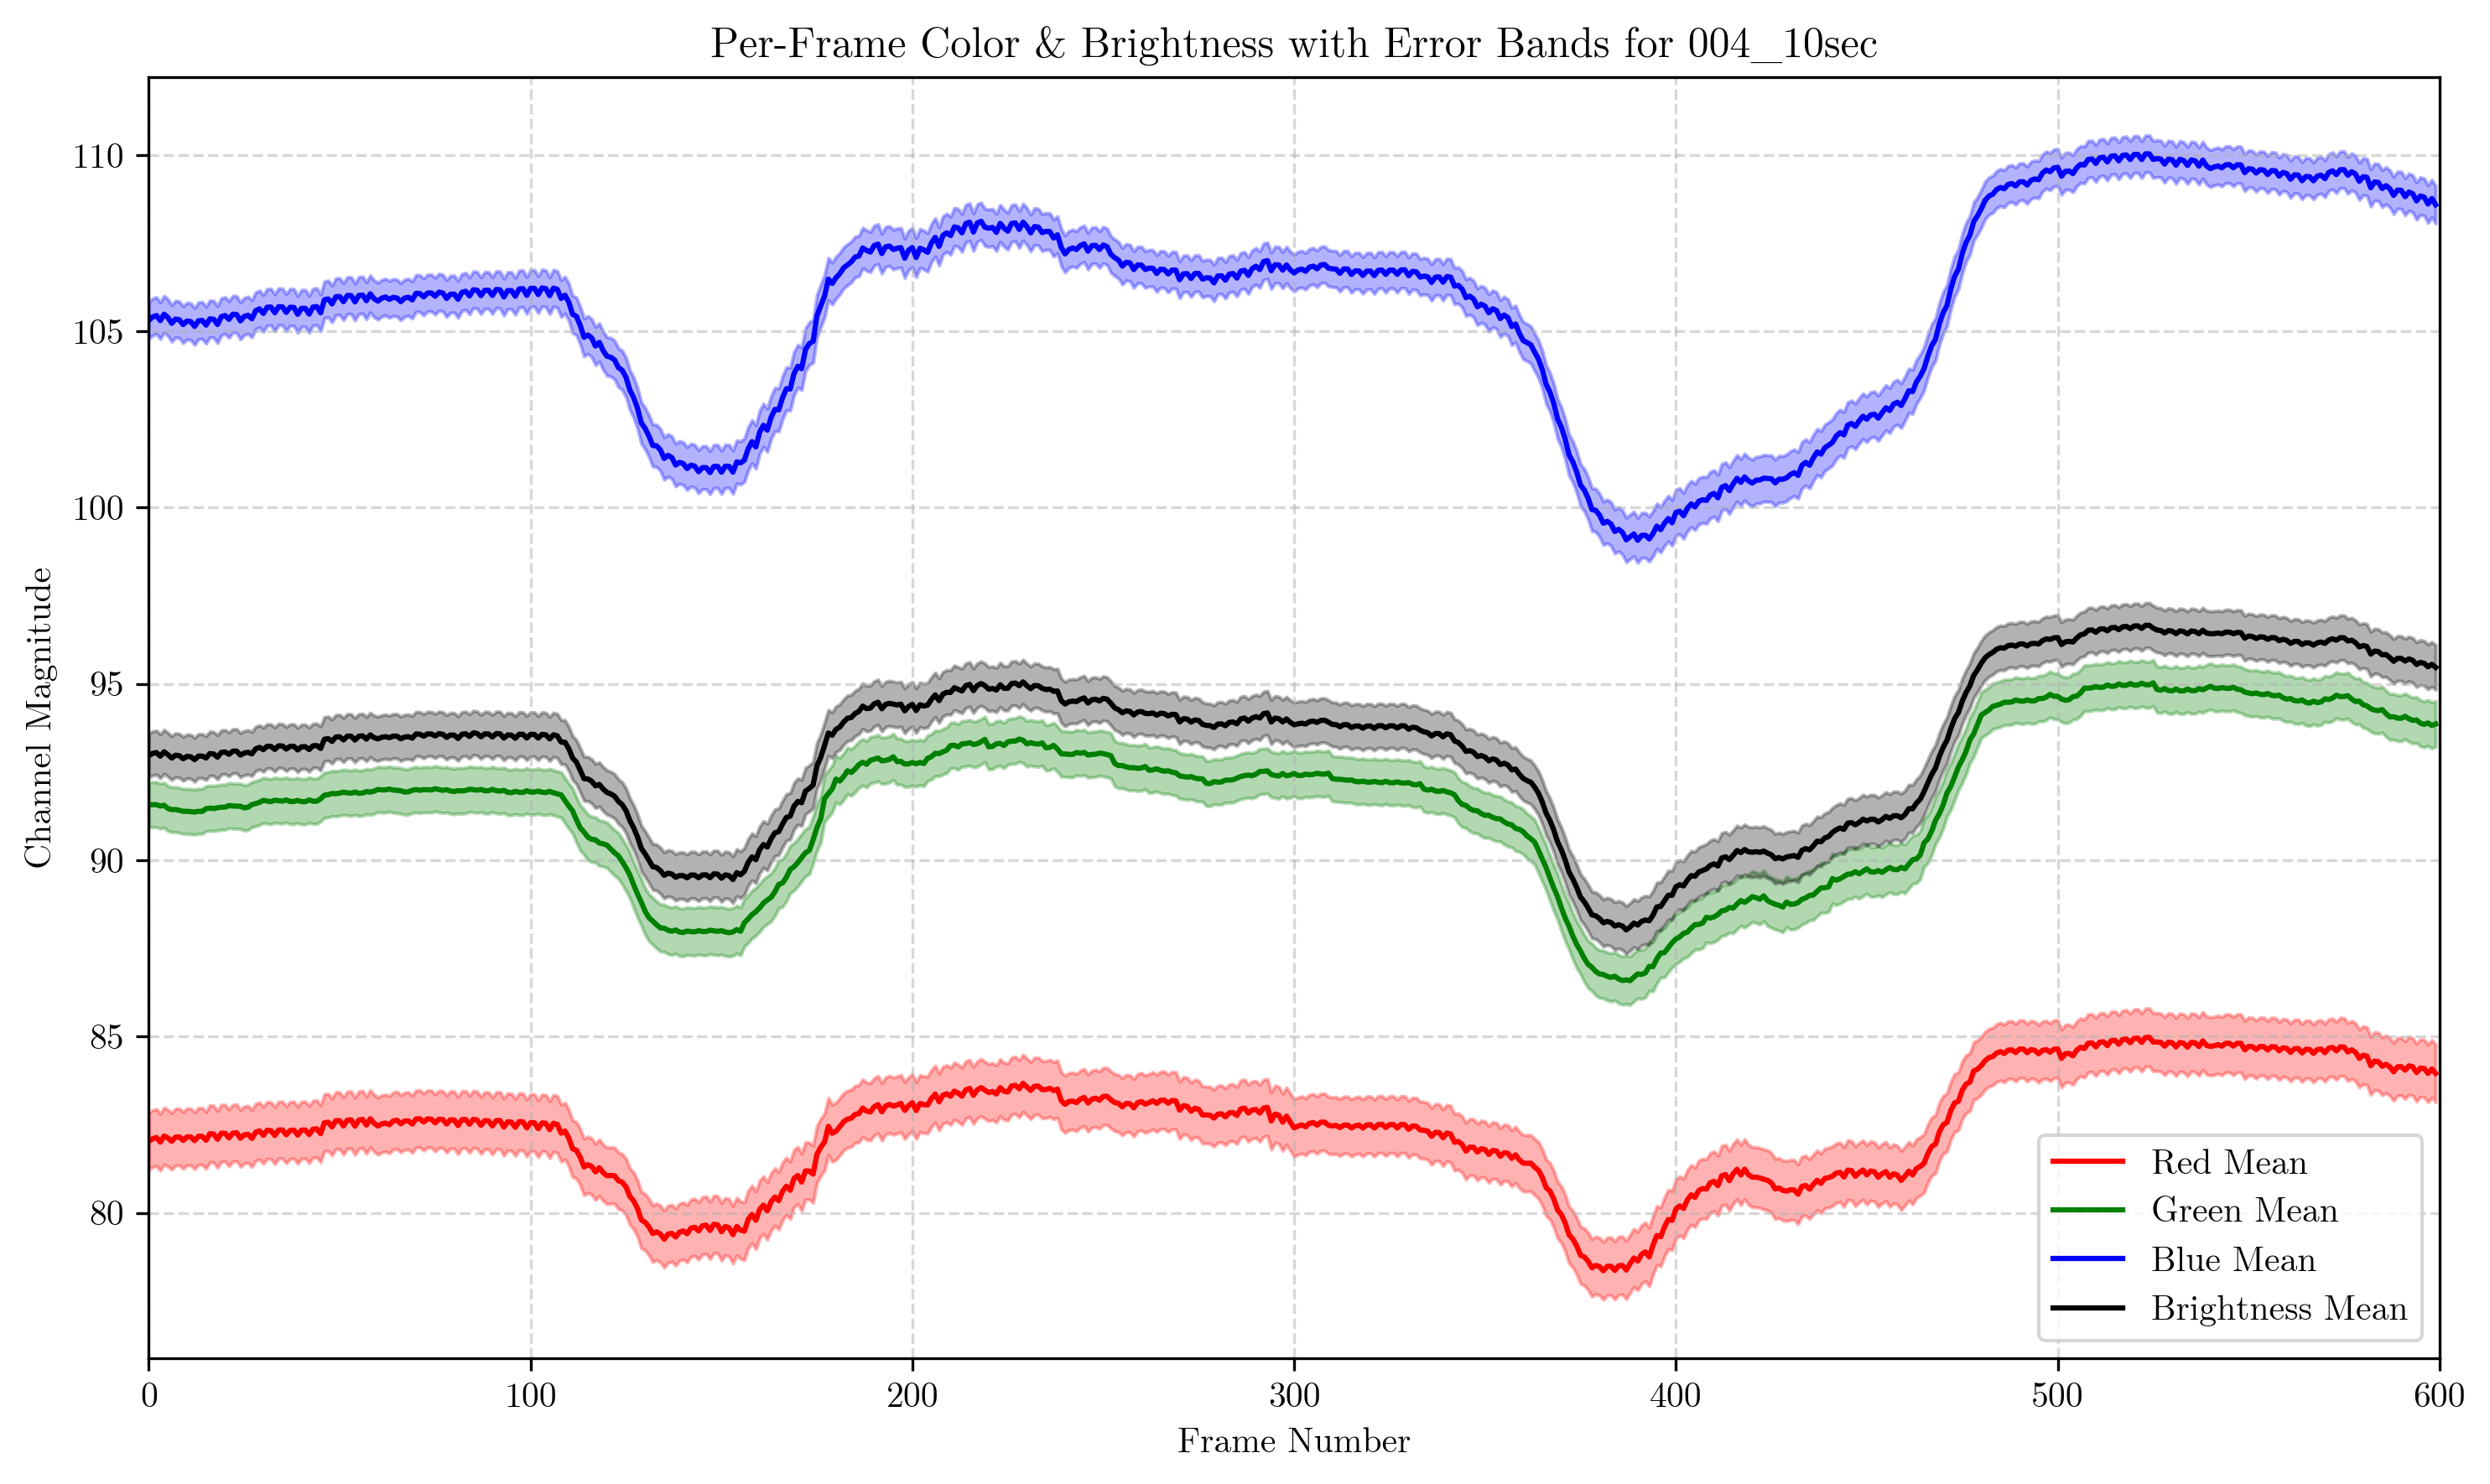 Per-Frame Color & Brightness with Error Bands for 004_10sec
110
105
100
95
90
85
80
Channel Magnitude
0 100 200 300 400 500 600
Frame Number
Red Mean
Green Mean
Blue Mean
Brightness Mean